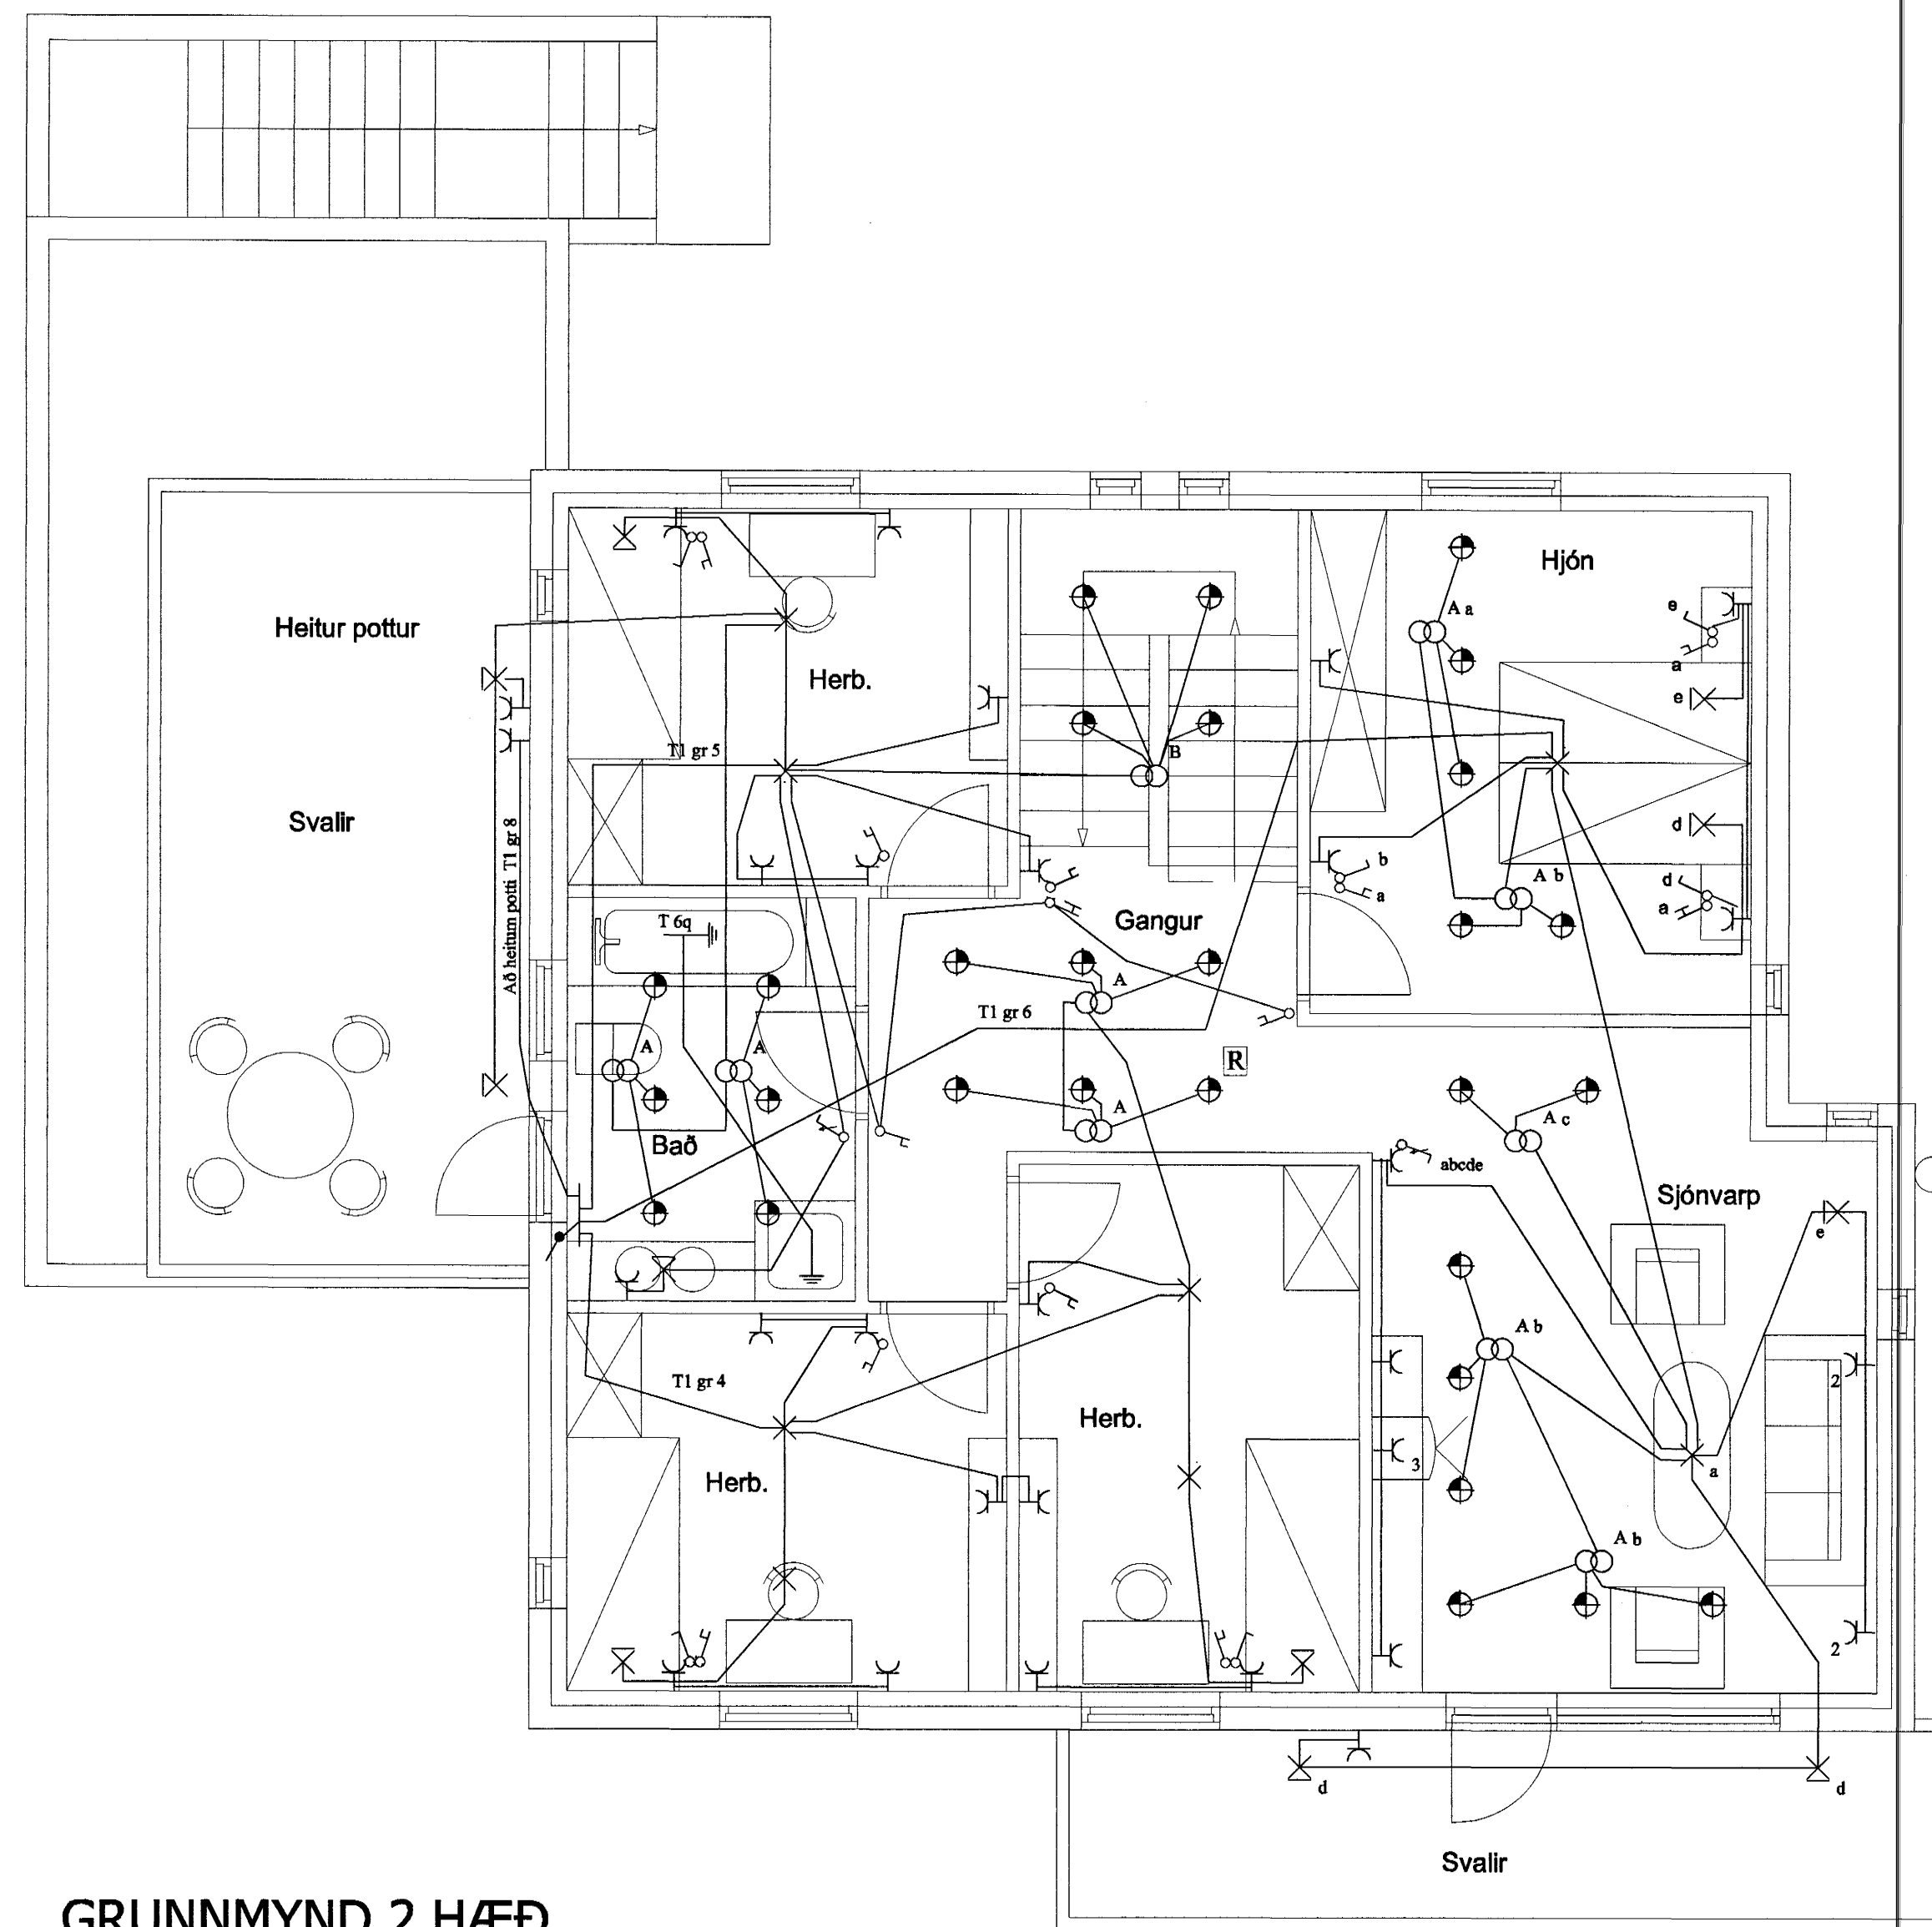 Hjón
e
A a
Heitur pottur
a
Herb.
e
T1 gr 5
B
Svalir
d
b
Að heitum potti T1 gr 8
A b
d
a
a
T 6q
Gangur
A
T1 gr 6
A
A
R
A
A c
Bað
abcde
Sjónvarp
e
A b
T1 gr 4
2
Herb.
3
a
Herb.
A b
2
d
d
Svalir
GRUNNMYND 2 HÆÐ